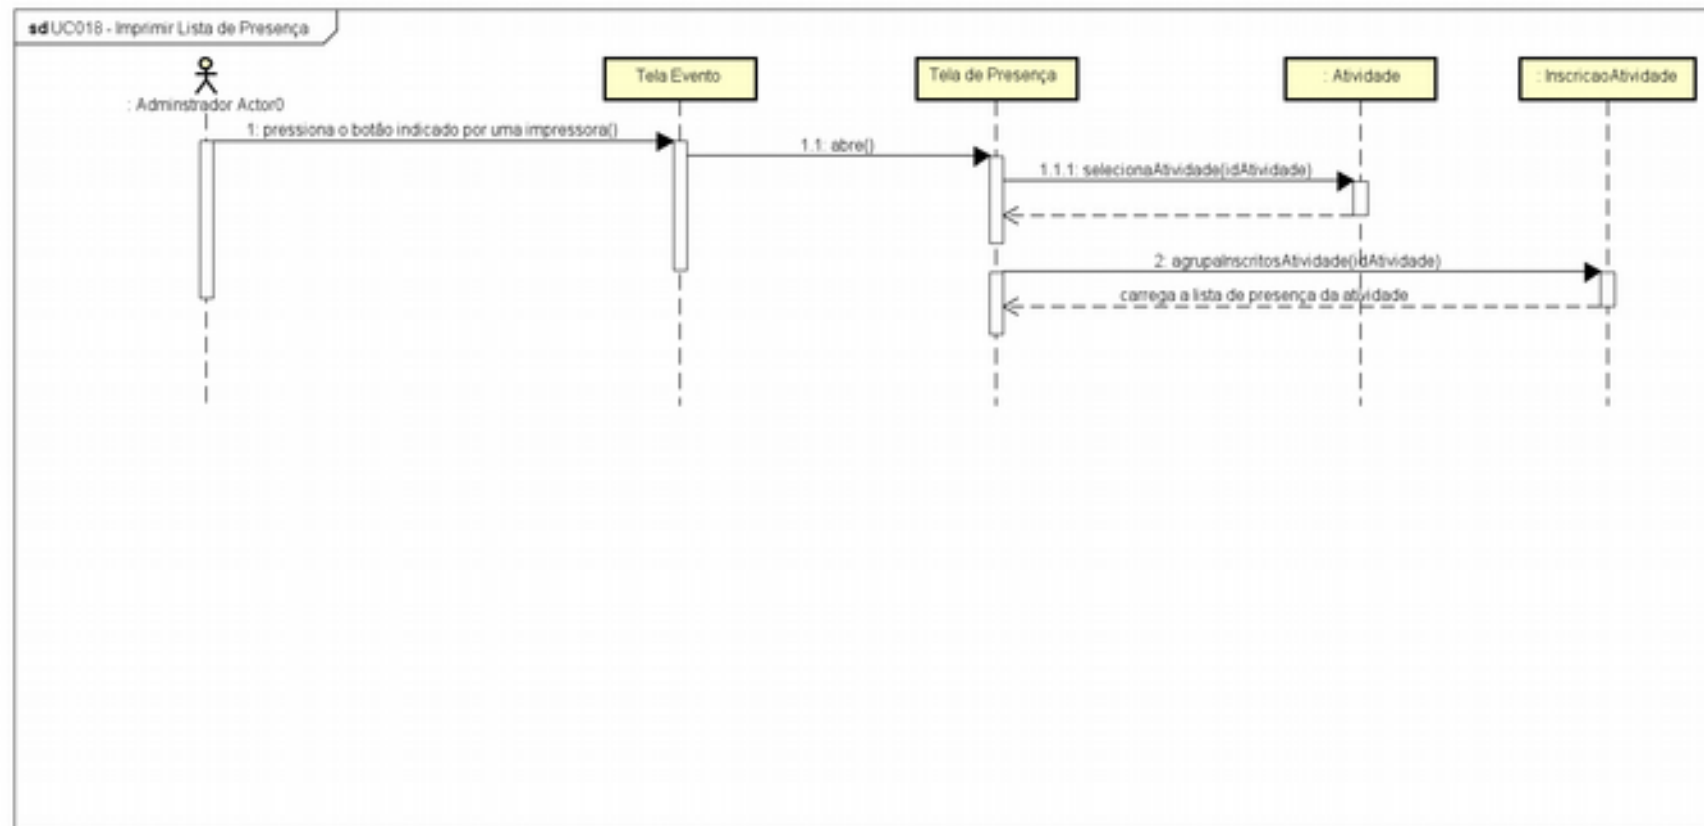 sd UC018 - Imprimir Lista de Presença
: Adminstrador Actor0
Tela Evento
Tela de Presença
: Atividade
: InscricaoAtividade
1: pressiona o botão indicado por uma impressora()
1.1: abre()
1.1.1: selecionaAtividade(idAtividade)
2: agrupaInscritosAtividade(idAtividade)
carrega a lista de presença da atividade